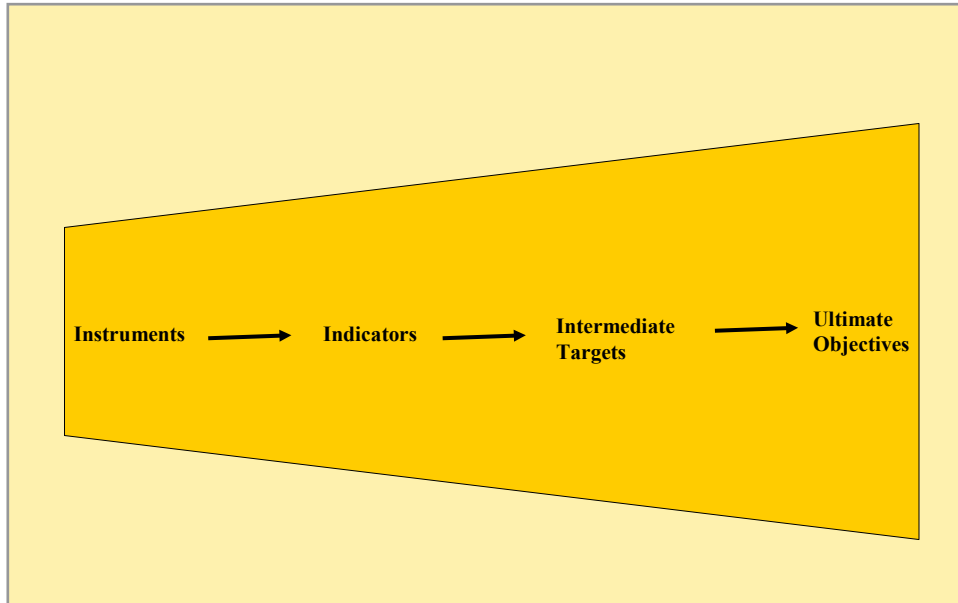 Instruments
Indicators
Intermediate
Targets
Ultimate
Objectives